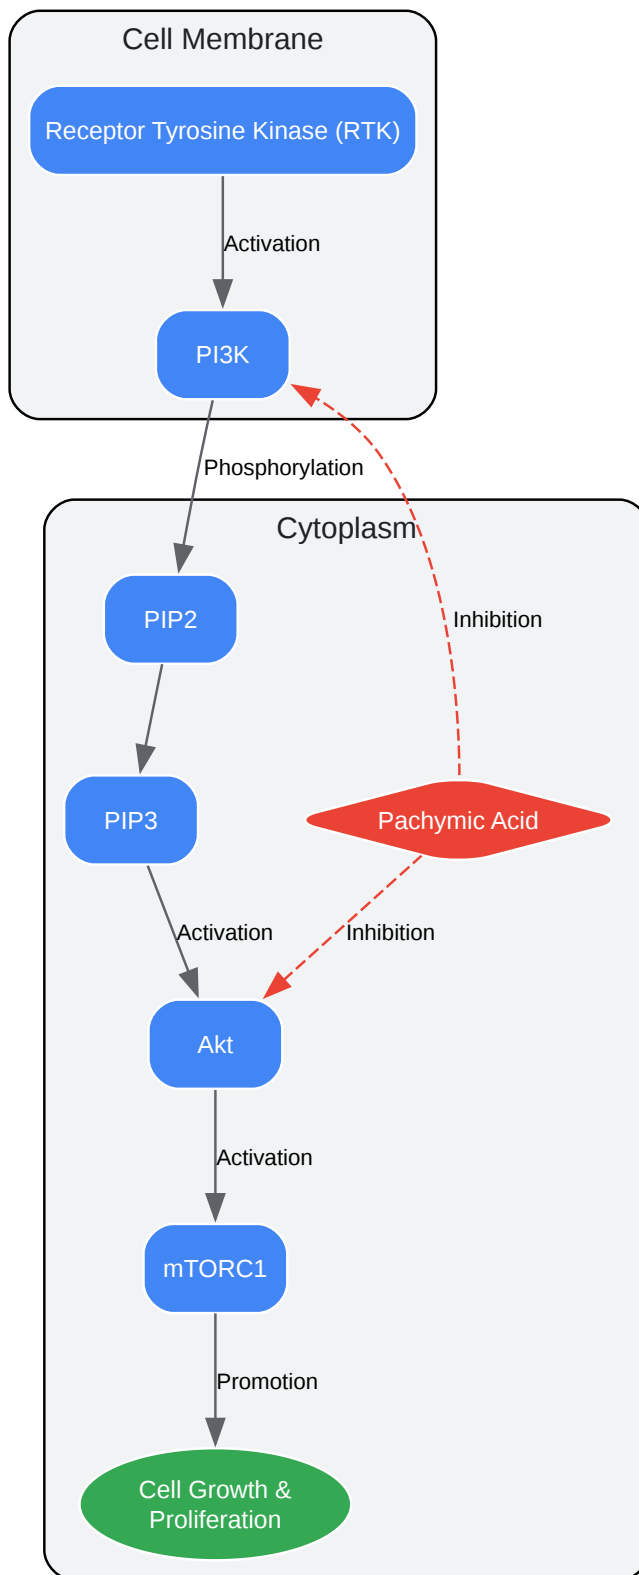 Cell Membrane
Receptor Tyrosine Kinase (RTK)
Activation
PI3K
Phosphorylation
Cytoplasm
PIP2
Inhibition
PIP3
Pachymic Acid
Activation
Inhibition
Akt
Activation
mTORC1
Promotion
Cell Growth &
Proliferation